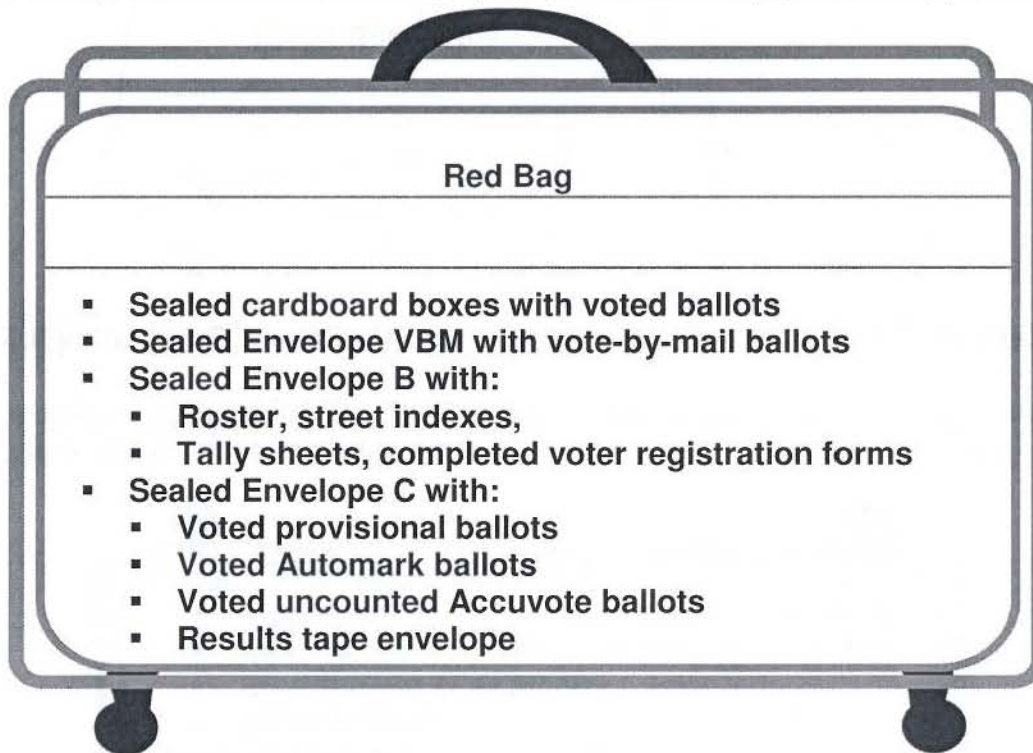 Red Bag
▪ Sealed cardboard boxes with voted ballots
▪ Sealed Envelope VBM with vote-by-mail ballots
▪ Sealed Envelope B with:
▪ Roster, street indexes,
▪ Tally sheets, completed voter registration forms
▪ Sealed Envelope C with:
▪ Voted provisional ballots
▪ Voted Automark ballots
▪ Voted uncounted Accuvote ballots
▪ Results tape envelope